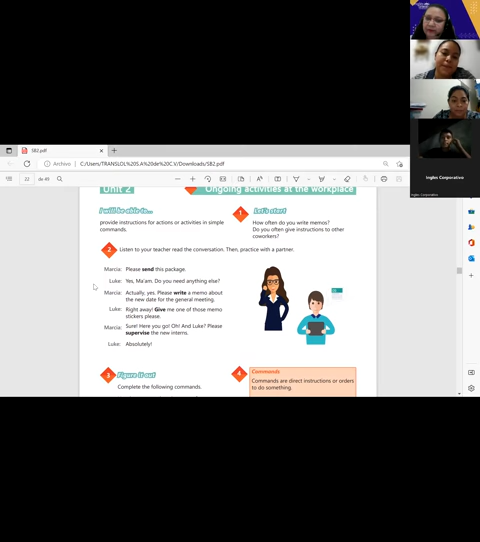 SB2.pdf
Archivo
C:/Users/TRANSLOL%20S.A%20de%20C.V/Downloads/SB2.pdf
22
de 49
Unit 2
Ongoing activities at the workplace
I will be able to...
provide instructions for actions or activities in simple
commands.
1
Let's start
How often do you write memos?
Do you often give instructions to other
coworkers?
2
Listen to your teacher read the conversation. Then, practice with a partner.
Marcia: Please send this package.
Luke: Yes, Ma'am. Do you need anything else?
Marcia: Actually, yes. Please write a memo about
the new date for the general meeting.
Luke: Right away! Give me one of those memo
stickers please.
Marcia: Sure! Here you go! Oh! And Luke? Please
supervise the new interns.
Luke: Absolutely!
3
Figure it out
Complete the following commands.
4
Commands
Commands are direct instructions or orders
to do something.
Ingles Corporativo
Ingles Corporativo